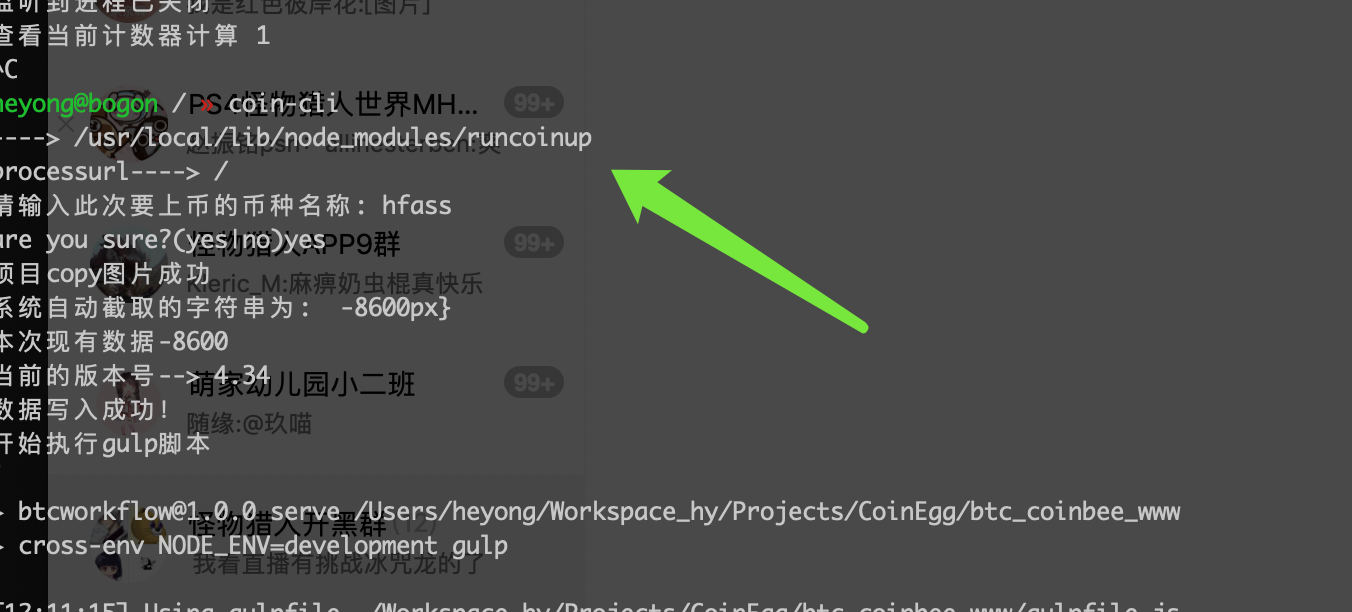 监听到进程已关闭
是红色彼岸花:[图片]
查看当前计数器计算 1
^C
heyong@bogon / » coin-cli
PS4怪物猎人世界MH...
99+
----> /usr/local/lib/node_modules/runcoinup
processurl----> /
请输入此次要上币的币种名称: hfass
are you sure?(yes/no)yes
怪物猎人APP9群
99+
项目copy图片成功
Kieric_M:麻痹奶虫棍真快乐
系统自动截取的字符串为: -8600px}
本次现有数据-8600
当前的版本号--> 4.34
萌家幼儿园小二班
99+
数据写入成功!
随缘:@玖喵
开始执行gulp脚本
> btcworkflow@1.0.0 serve /Users/heyong/Workspace_hy/Projects/CoinEgg/btc_coinbee_www
怪物猎人开黑群(12)
> cross-env NODE_ENV=development gulp
我看直播有挑战冰咒龙的了
[12:11:15] Using gulpfile ~/Workspace_hy/Projects/CoinEgg/btc_coinbee_www/gulpfile.js